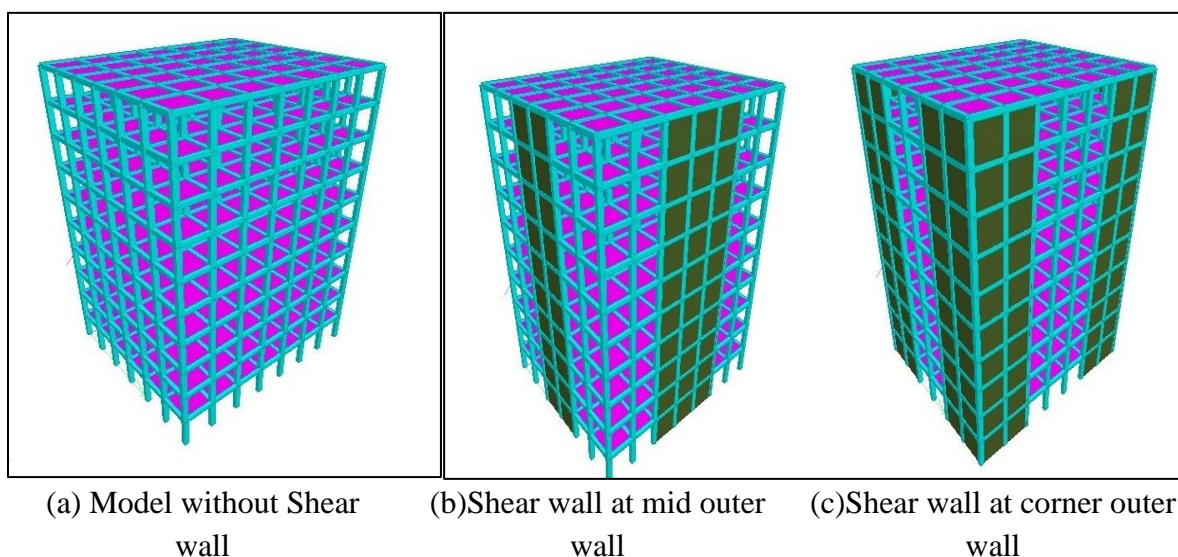 (a) Model without Shear wall
(b)Shear wall at mid outer wall
(c)Shear wall at corner outer wall